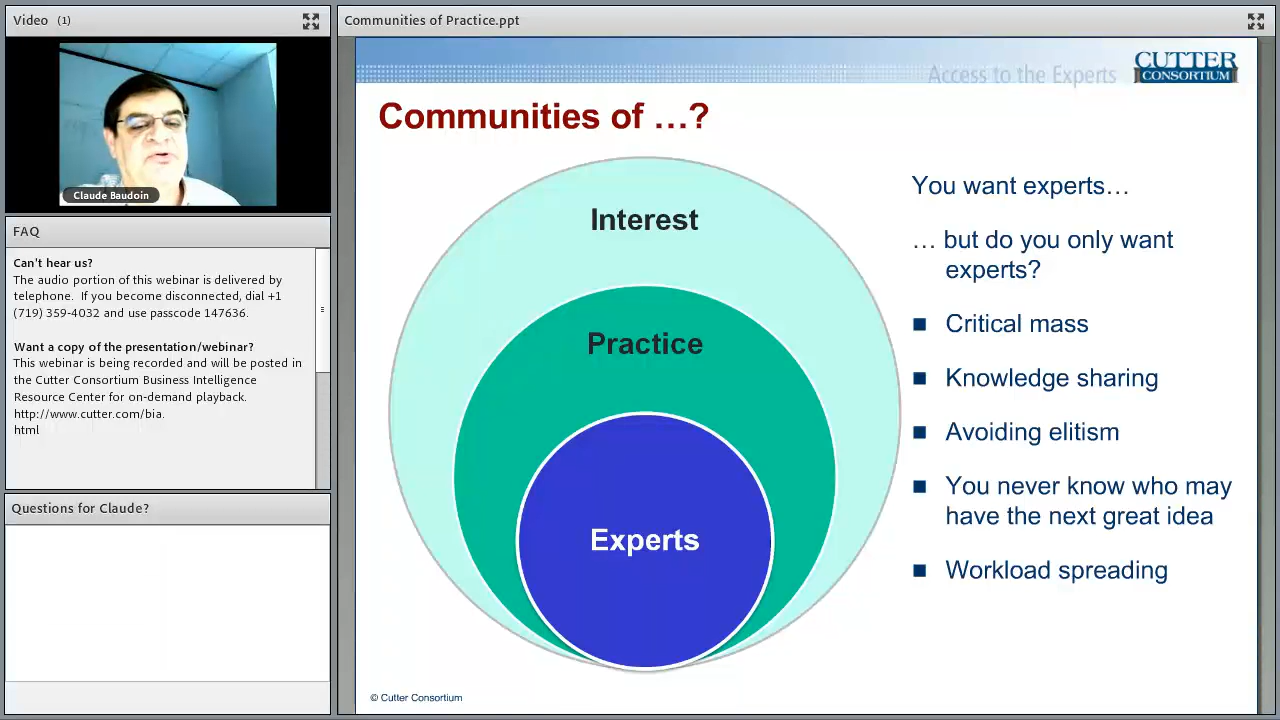 Video (1)
Claude Baudoin
FAQ
Can't hear us?
The audio portion of this webinar is delivered by
telephone. If you become disconnected, dial +1
(719) 359-4032 and use passcode 147636.
Want a copy of the presentation/webinar?
This webinar is being recorded and will be posted in
the Cutter Consortium Business Intelligence
Resource Center for on-demand playback.
http://www.cutter.com/bia.
html
Questions for Claude?
Communities of Practice.ppt
Access to the Experts
CUTTER
CONSORTIUM
Communities of …?
Interest
Practice
Experts
You want experts…
… but do you only want
experts?
■ Critical mass
■ Knowledge sharing
■ Avoiding elitism
■ You never know who may
have the next great idea
■ Workload spreading
© Cutter Consortium